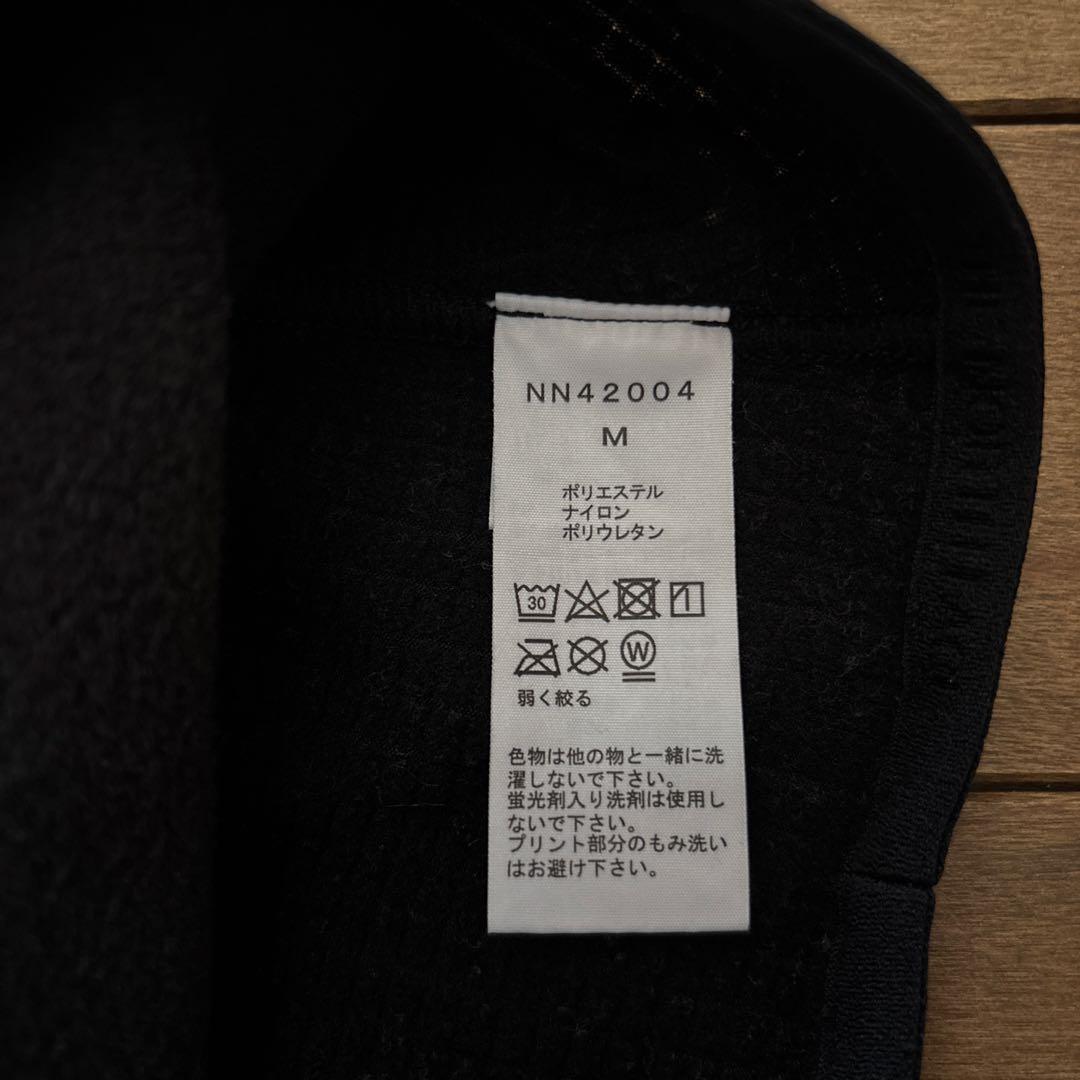 NN42004
M
ポリエステル
ナイロン
ポリウレタン
30
W
弱く絞る
色物は他の物と一緒に洗
濯しないで下さい。
蛍光剤入り洗剤は使用し
ないで下さい。
プリント部分のもみ洗い
はお避け下さい。